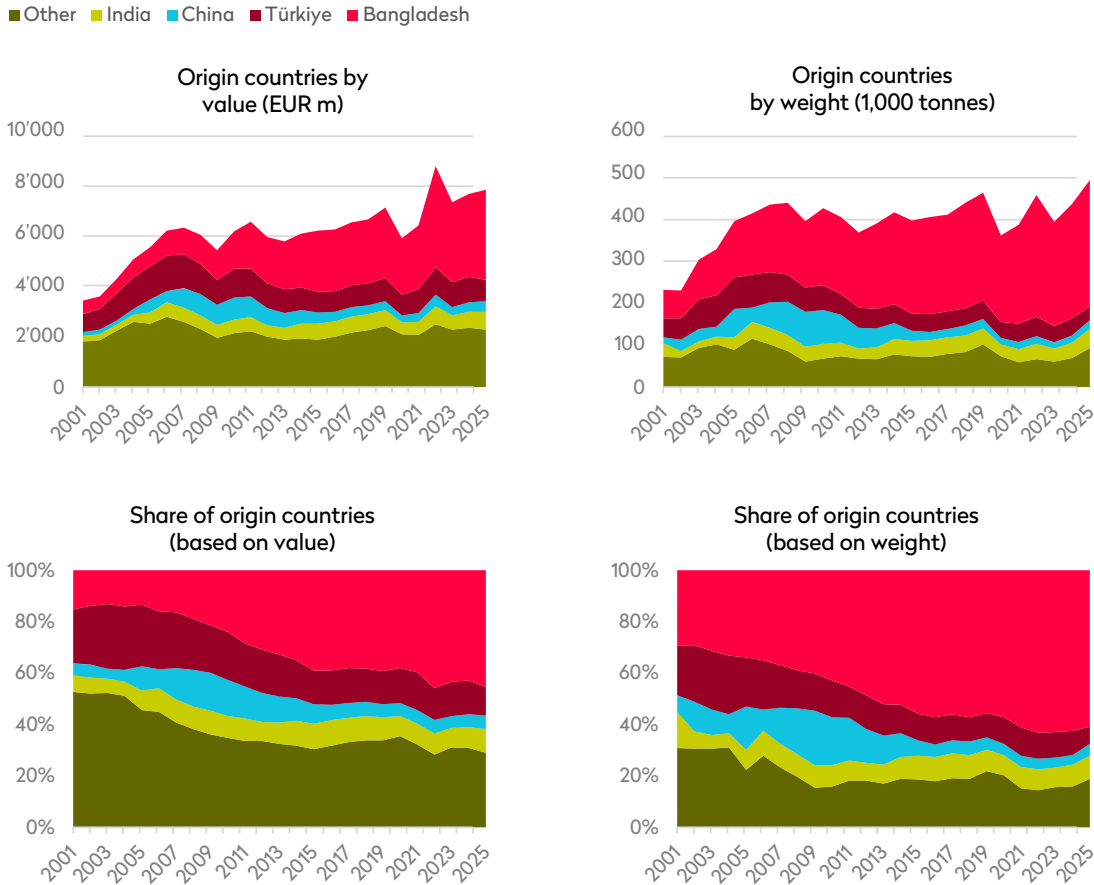 Other India China Türkiye Bangladesh
Origin countries by
value (EUR m)
10’000
8’000
6’000
4’000
2’000
0
2001 2003 2005 2007 2009 2011 2013 2015 2017 2019 2021 2023 2025
Origin countries
by weight (1,000 tonnes)
600
500
400
300
200
100
0
2001 2003 2005 2007 2009 2011 2013 2015 2017 2019 2021 2023 2025
Share of origin countries
(based on value)
100%
80%
60%
40%
20%
0%
2001 2003 2005 2007 2009 2011 2013 2015 2017 2019 2021 2023 2025
Share of origin countries
(based on weight)
100%
80%
60%
40%
20%
0%
2001 2003 2005 2007 2009 2011 2013 2015 2017 2019 2021 2023 2025